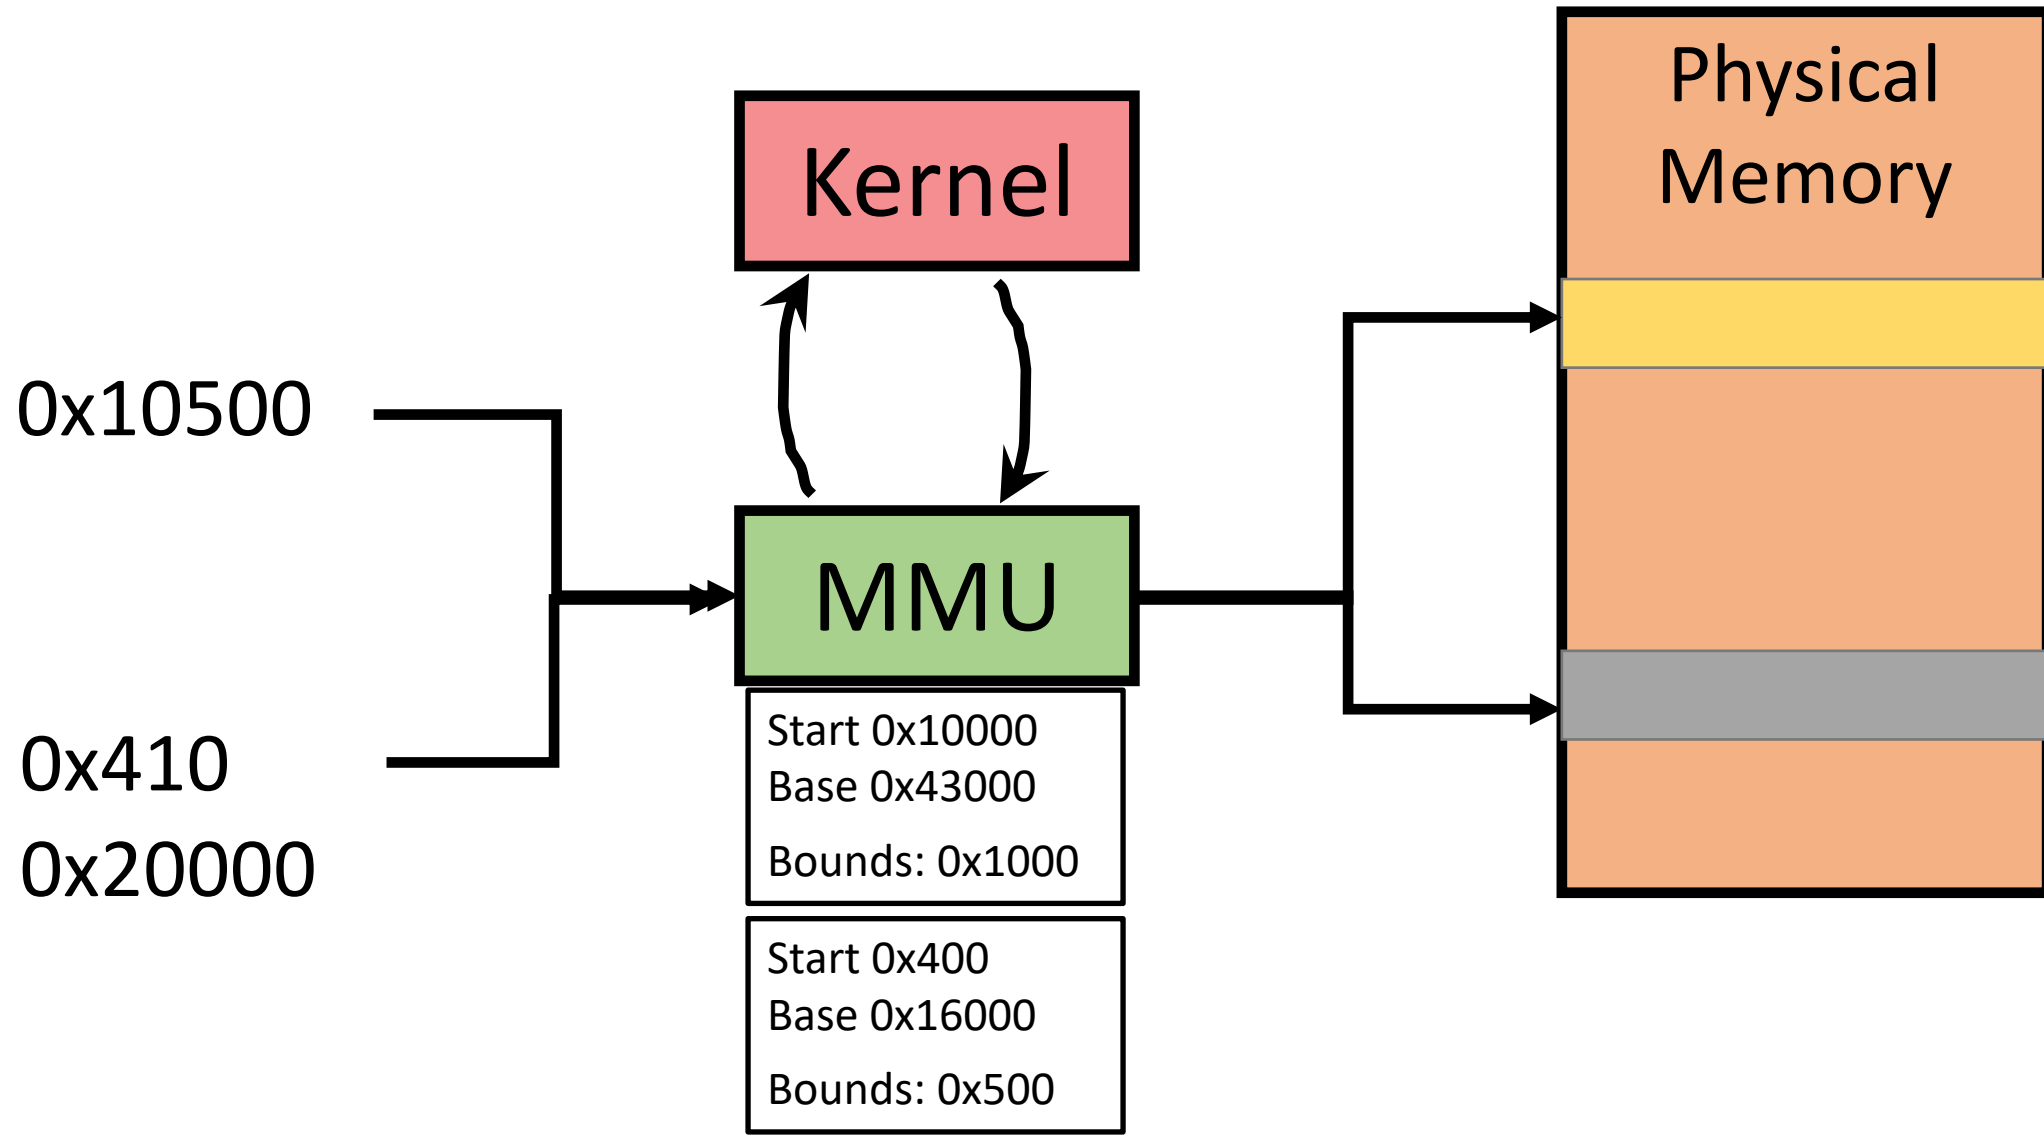 Physical
Memory
Kernel
0x10500
MMU
0x410
0x20000
Start 0x10000
Base 0x43000
Bounds: 0x1000
Start 0x400
Base 0x16000
Bounds: 0x500